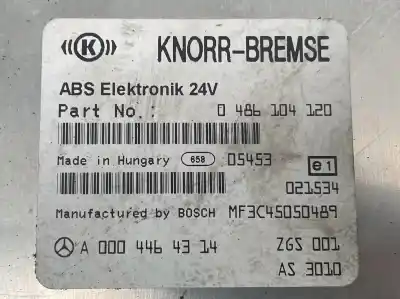 ((K)) KNORR-BREMSE
ABS Elektronik 24V
Part No.: 0 486 104 120
Made in Hungary 658 05453 e1
021534
Manufactured by BOSCH MF3C45050489
A 000 446 43 14 ZGS 001
AS 3010